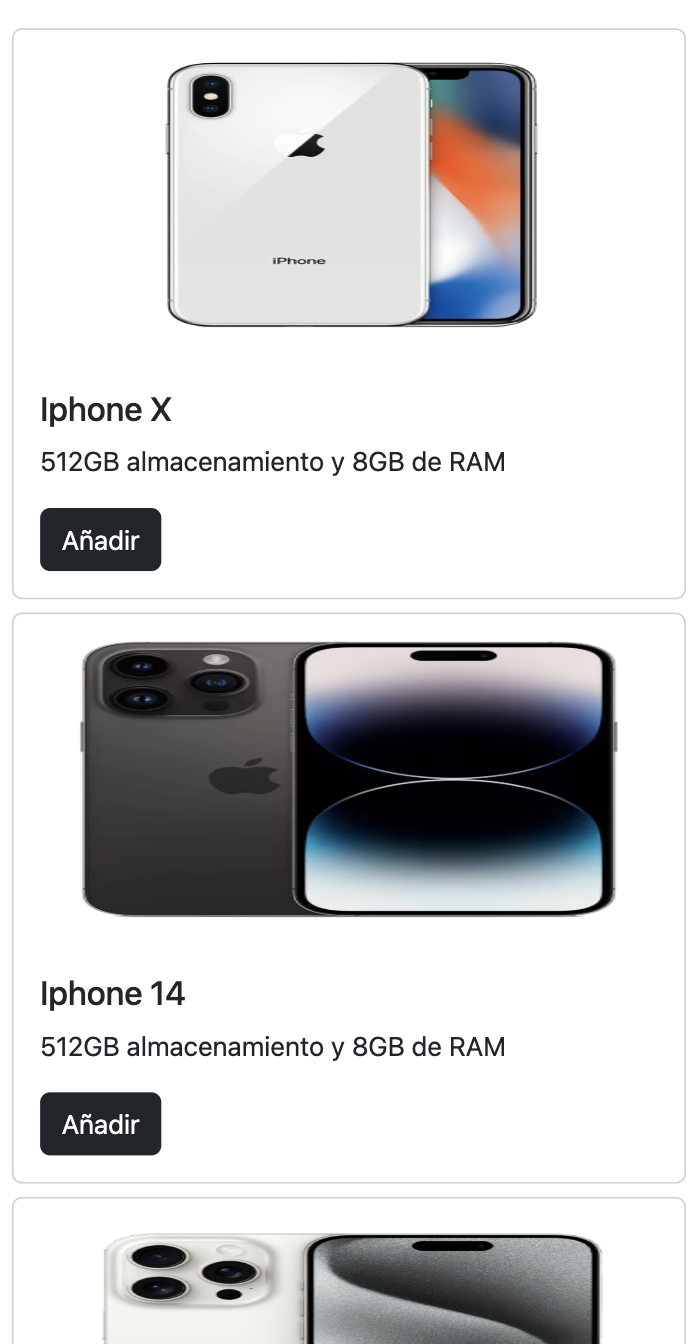 iPhone
Iphone X
512GB almacenamiento y 8GB de RAM
Añadir
Iphone 14
512GB almacenamiento y 8GB de RAM
Añadir